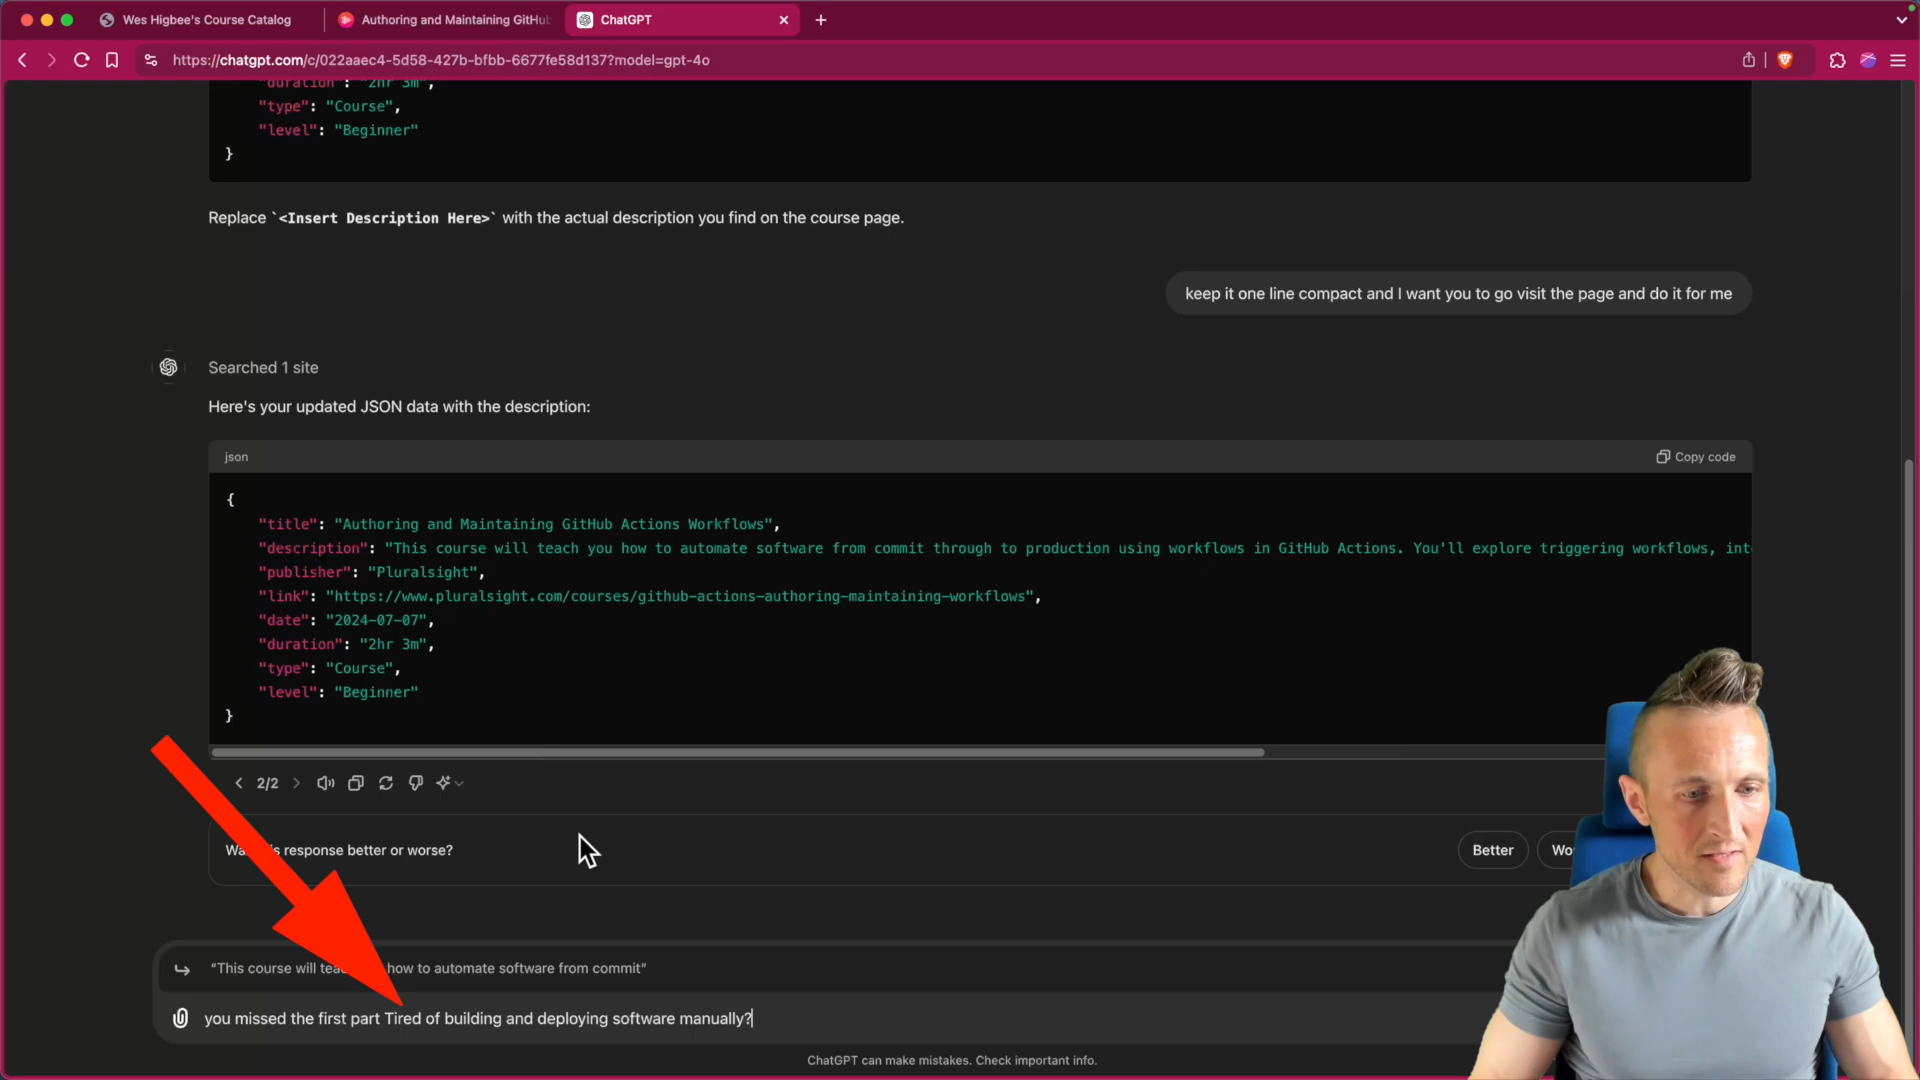 Wes Higbee's Course Catalog
Authoring and Maintaining GitHub
ChatGPT
https://chatgpt.com/c/022aaec4-5d58-427b-bfbb-6677fe58d137?model=gpt-4o
"duration": "2hr 3m",
"type": "Course",
"level": "Beginner"
}
Replace `<Insert Description Here>` with the actual description you find on the course page.
keep it one line compact and I want you to go visit the page and do it for me
Searched 1 site
Here's your updated JSON data with the description:
json
Copy code
{
"title": "Authoring and Maintaining GitHub Actions Workflows",
"description": "This course will teach you how to automate software from commit through to production using workflows in GitHub Actions. You'll explore triggering workflows, int
"publisher": "Pluralsight",
"link": "https://www.pluralsight.com/courses/github-actions-authoring-maintaining-workflows",
"date": "2024-07-07",
"duration": "2hr 3m",
"type": "Course",
"level": "Beginner"
}
2/2
response better or worse?
Better
“This course will how to automate software from commit”
you missed the first part Tired of building and deploying software manually?
ChatGPT can make mistakes. Check important info.